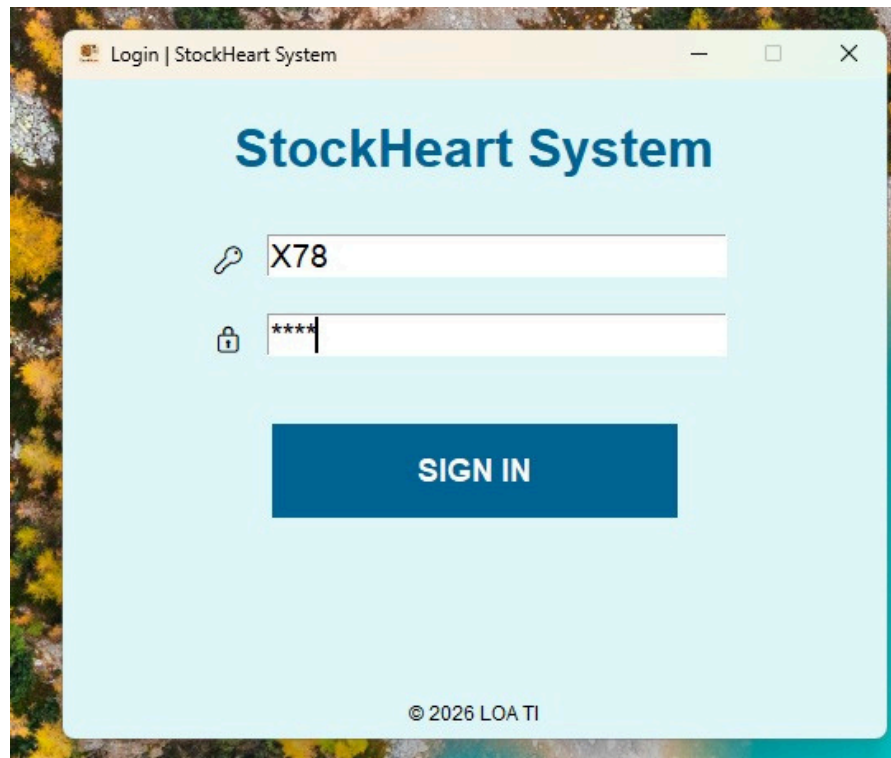 Login | StockHeart System
StockHeart System
X78
****
SIGN IN
© 2026 LOA TI